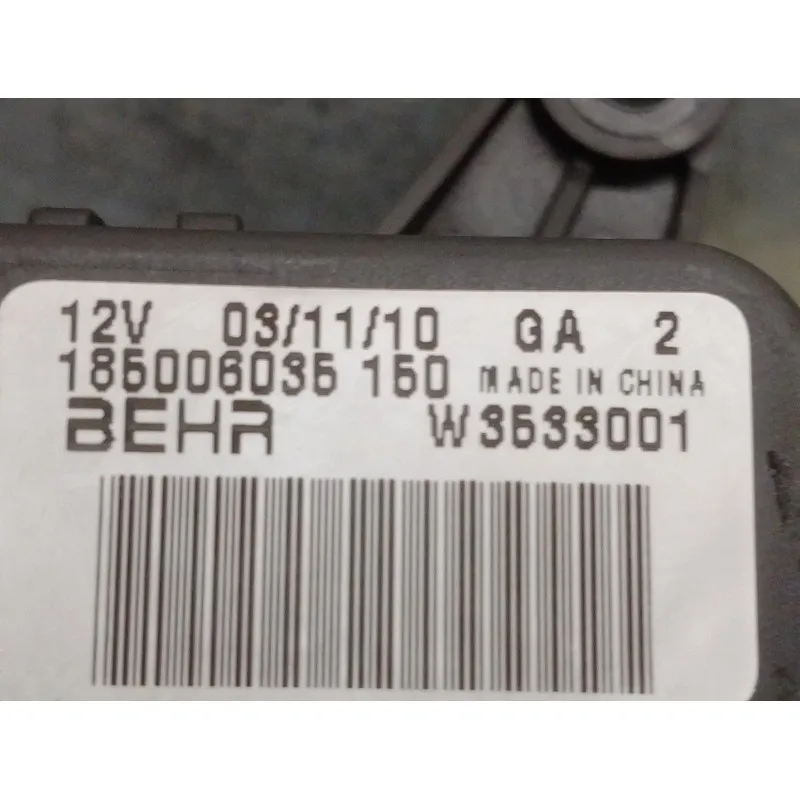 12V 03/11/10 GA 2
185006035 150 MADE IN CHINA
BEHR W3533001